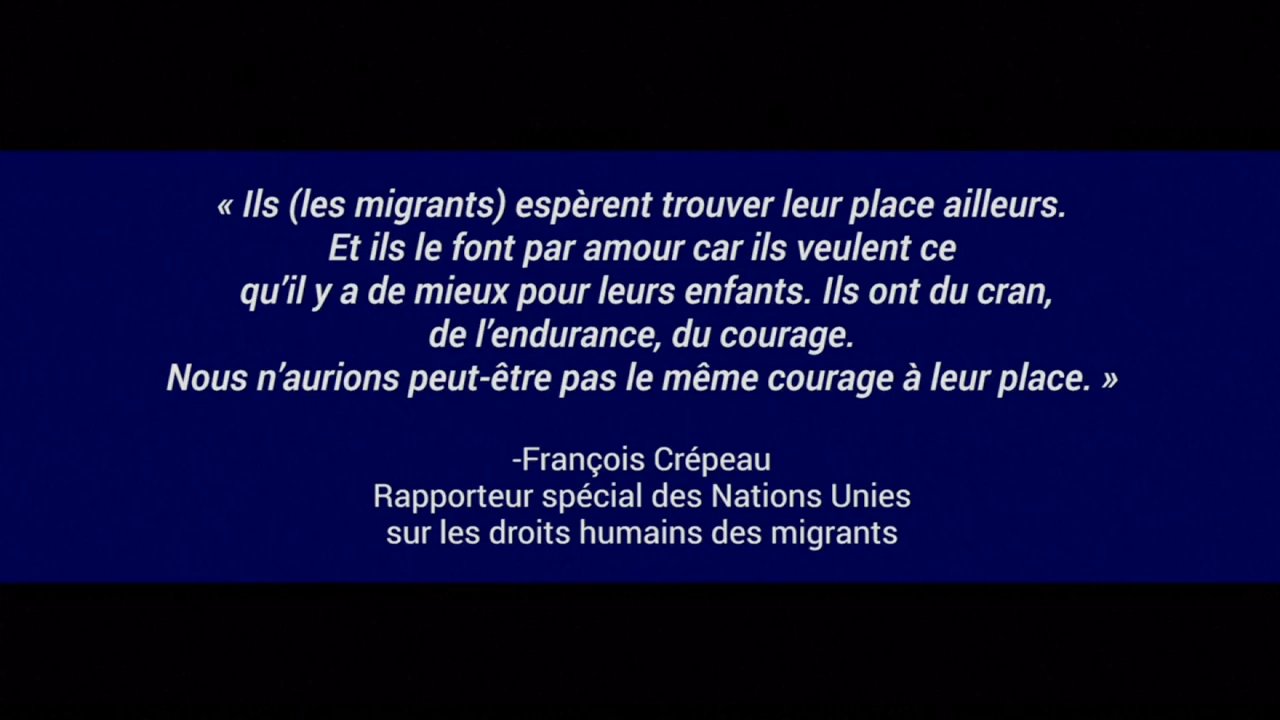 « Ils (les migrants) espèrent trouver leur place ailleurs.
Et ils le font par amour car ils veulent ce
qu’il y a de mieux pour leurs enfants. Ils ont du cran,
de l’endurance, du courage.
Nous n’aurions peut-être pas le même courage à leur place. »
-François Crépeau
Rapporteur spécial des Nations Unies
sur les droits humains des migrants